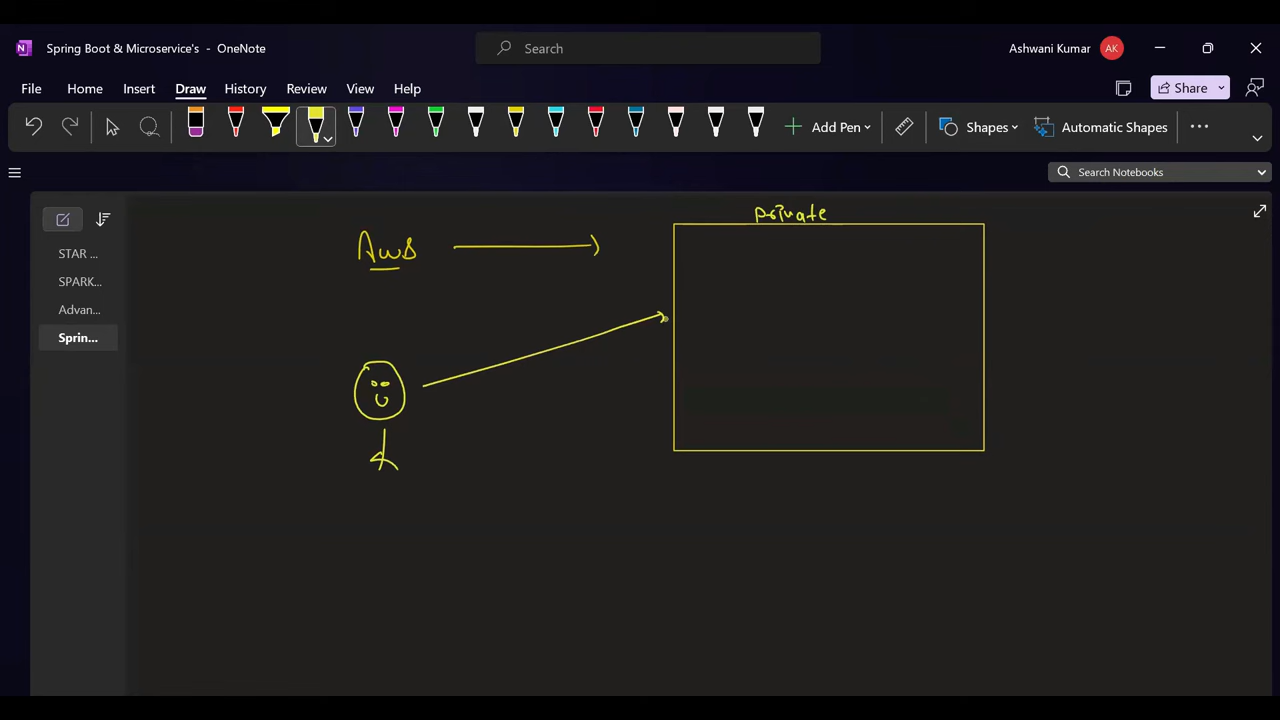 Spring Boot & Microservice's - OneNote
Search
Ashwani Kumar AK
File Home Insert Draw History Review View Help
Share
Add Pen
Shapes
Automatic Shapes
Search Notebooks
STAR ...
SPARK...
Advan...
Sprin...
private
Aws